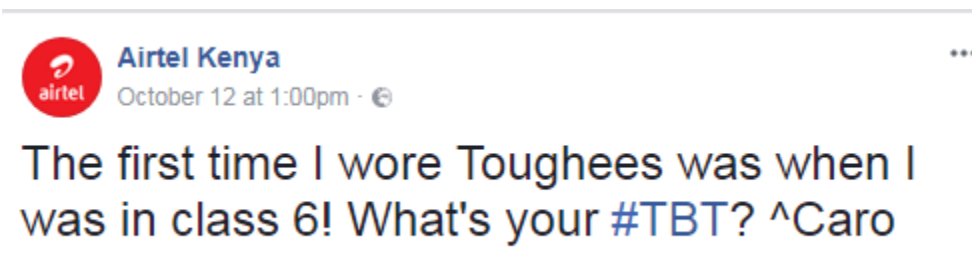 airtel
Airtel Kenya
October 12 at 1:00pm ·
The first time I wore Toughees was when I
was in class 6! What's your #TBT? ^Caro